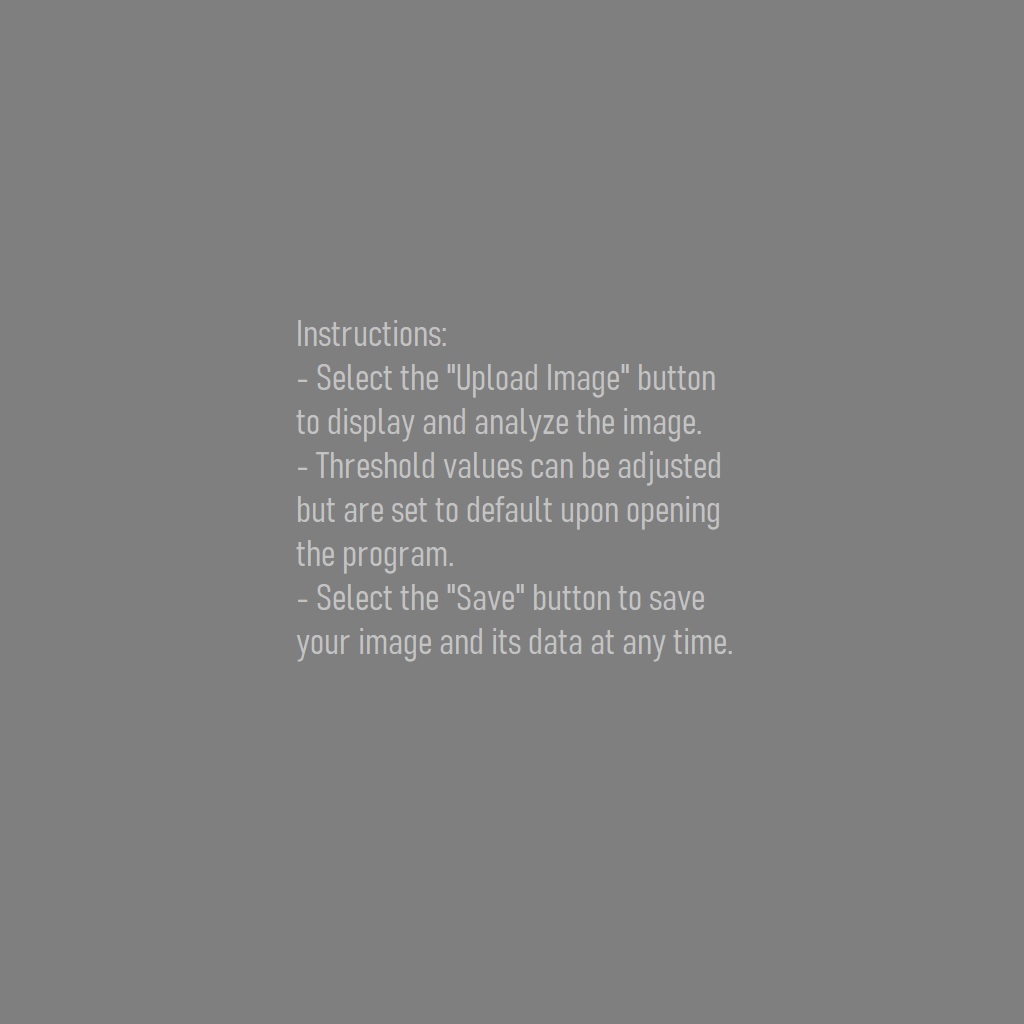 Instructions:
- Select the "Upload Image" button
to display and analyze the image.
- Threshold values can be adjusted
but are set to default upon opening
the program.
- Select the "Save" button to save
your image and its data at any time.